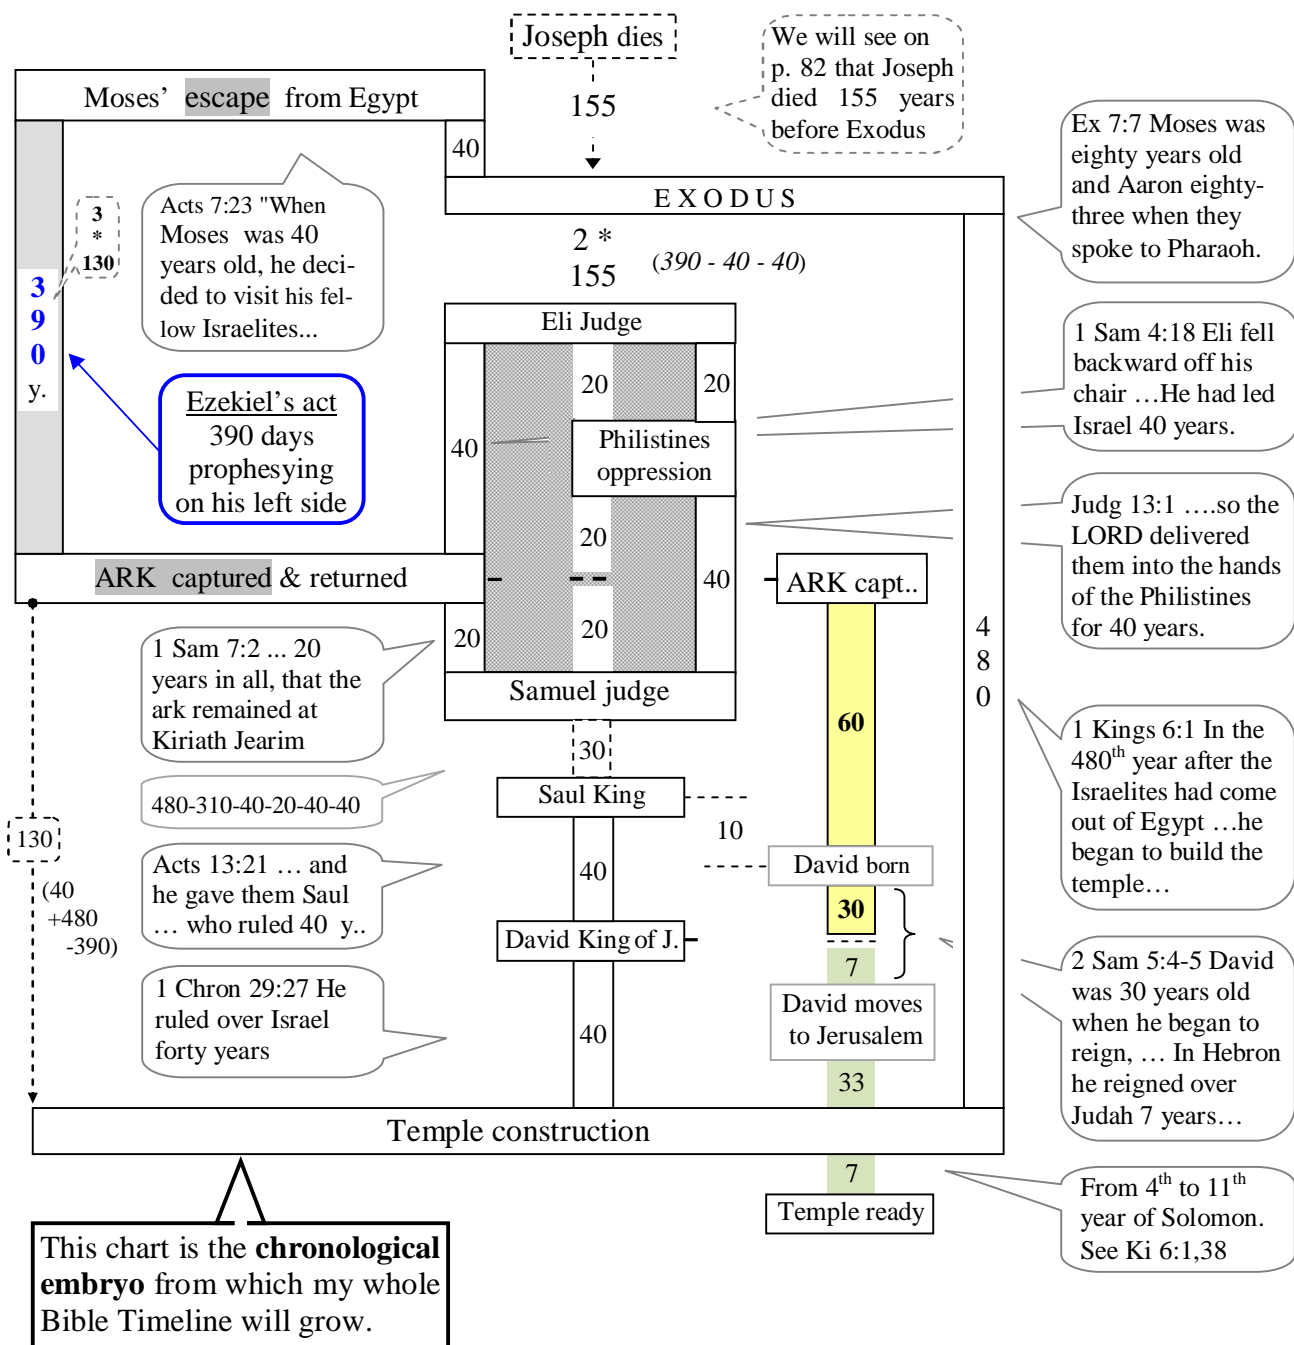 Joseph dies
We will see on
p. 82 that Joseph
died 155 years
before Exodus
155
Moses' escape from Egypt
40
Ex 7:7 Moses was
eighty years old
and Aaron eighty-
three when they
spoke to Pharaoh.
EXODUS
Acts 7:23 "When
Moses was 40
years old, he deci-
ded to visit his fel-
low Israelites...
3
*
130
2 *
155
(390 - 40 - 40)
3
9
0
y.
Eli Judge
1 Sam 4:18 Eli fell
backward off his
chair …He had led
Israel 40 years.
20
20
Ezekiel's act
390 days
prophesying
on his left side
40
Philistines
oppression
Judg 13:1 ….so the
LORD delivered
them into the hands
of the Philistines
for 40 years.
20
40
ARK captured & returned
ARK capt..
20
20
4
8
0
1 Sam 7:2 ... 20
years in all, that the
ark remained at
Kiriath Jearim
Samuel judge
60
1 Kings 6:1 In the
480th year after the
Israelites had come
out of Egypt …he
began to build the
temple…
30
480-310-40-20-40-40
Saul King
10
130
(40
+480
-390)
Acts 13:21 … and
he gave them Saul
… who ruled 40 y..
40
David born
30
David King of J.
7
2 Sam 5:4-5 David
was 30 years old
when he began to
reign, … In Hebron
he reigned over
Judah 7 years…
1 Chron 29:27 He
ruled over Israel
forty years
40
David moves
to Jerusalem
33
Temple construction
7
From 4th to 11th
year of Solomon.
See Ki 6:1,38
Temple ready
This chart is the chronological
embryo from which my whole
Bible Timeline will grow.